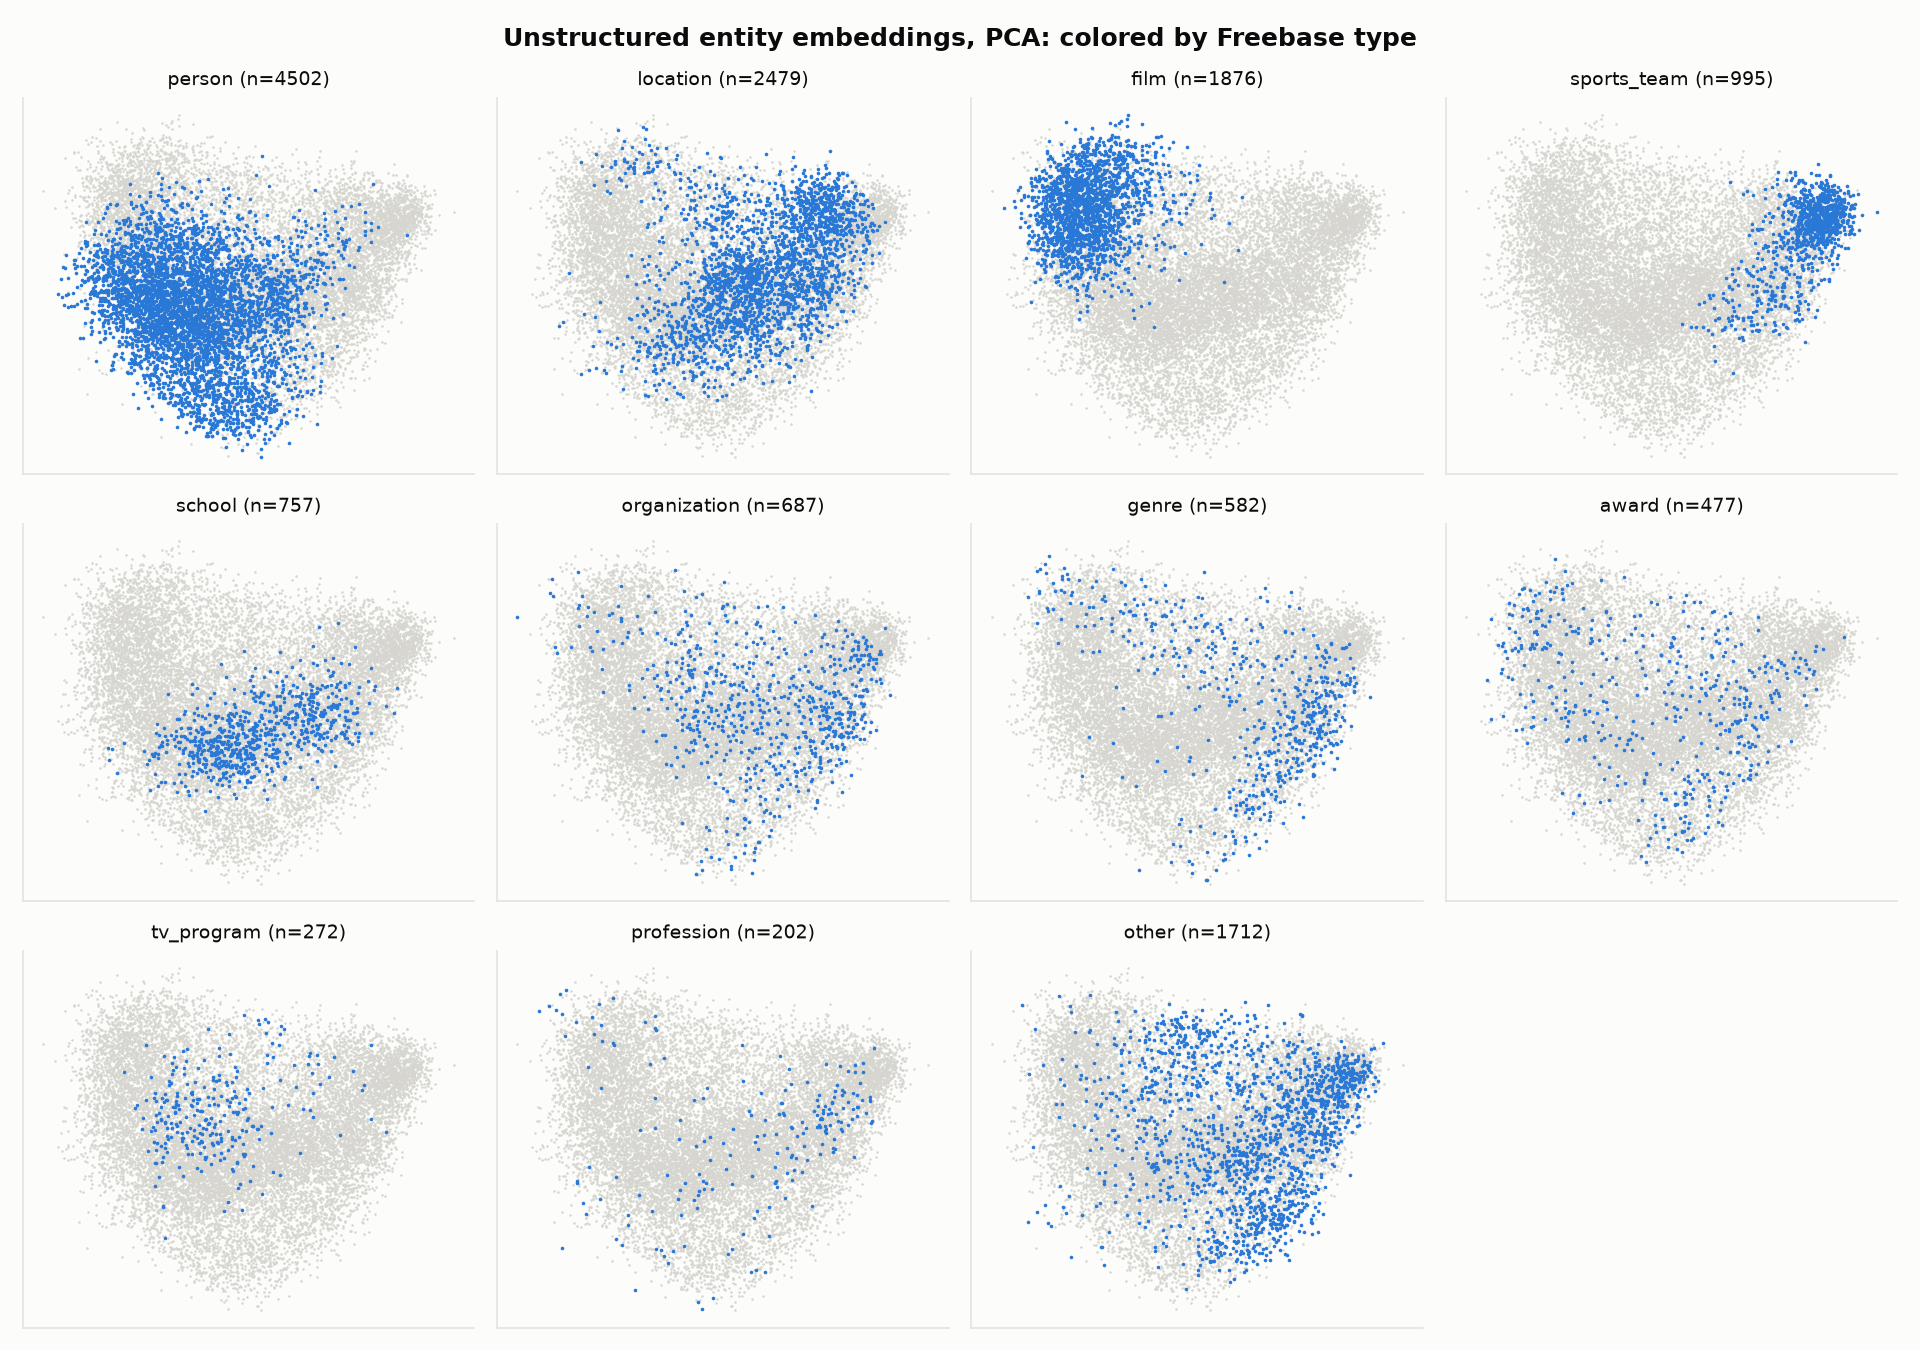 Unstructured entity embeddings, PCA: colored by Freebase type
person (n=4502)
location (n=2479)
film (n=1876)
sports_team (n=995)
school (n=757)
organization (n=687)
genre (n=582)
award (n=477)
tv_program (n=272)
profession (n=202)
other (n=1712)